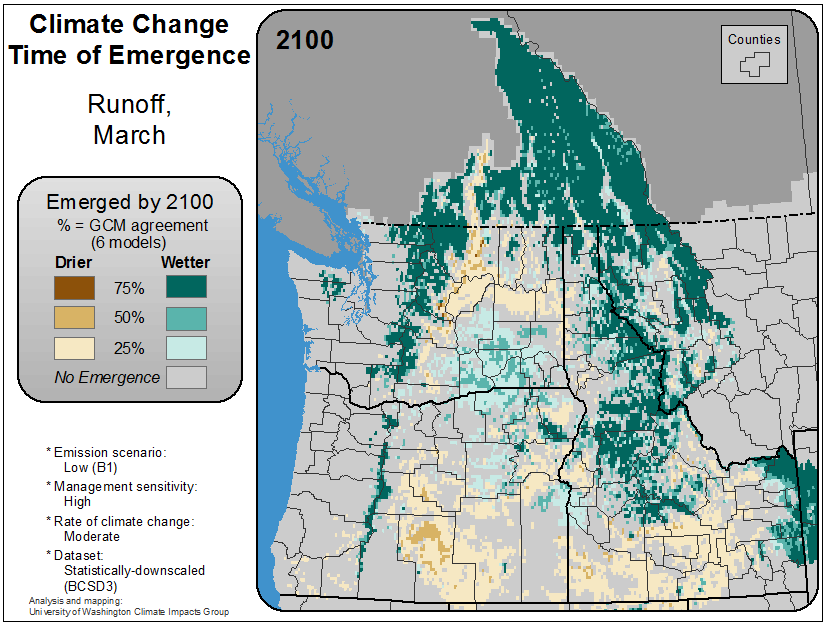 Climate Change
Time of Emergence
Runoff,
March
Emerged by 2100
% = GCM agreement
(6 models)
Drier Wetter
75%
50%
25%
No Emergence
* Emission scenario:
Low (B1)
* Management sensitivity:
High
* Rate of climate change:
Moderate
* Dataset:
Statistically-downscaled
(BCSD3)
Analysis and mapping:
University of Washington Climate Impacts Group
2100
Counties